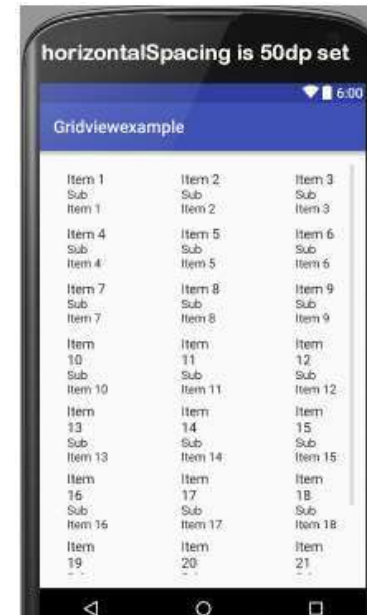 horizontalSpacing is 50dp set
6:00
Gridviewexample
Item 1 Item 2 Item 3
Sub Sub Sub
Item 1 Item 2 Item 3
Item 4 Item 5 Item 6
Sub Sub Sub
Item 4 Item 5 Item 6
Item 7 Item 8 Item 9
Sub Sub Sub
Item 7 Item 8 Item 9
Item Item Item
10 11 12
Sub Sub Sub
Item 10 Item 11 Item 12
Item Item Item
13 14 15
Sub Sub Sub
Item 13 Item 14 Item 15
Item Item Item
16 17 18
Sub Sub Sub
Item 16 Item 17 Item 18
Item Item Item
19 20 21